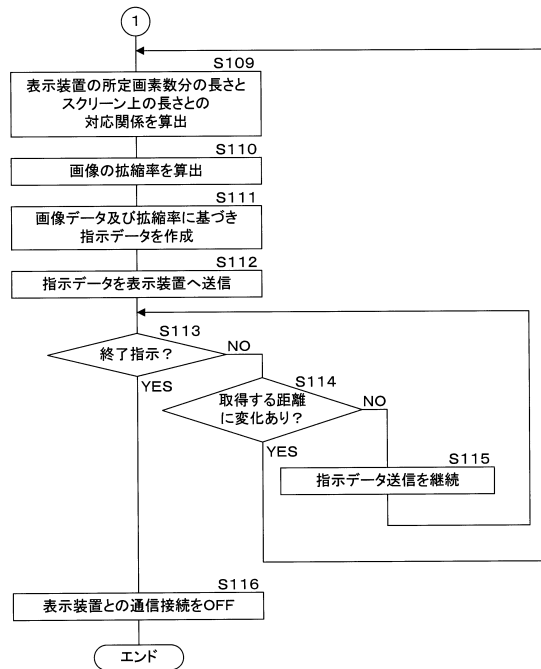 1
S109
表示装置の所定画素数分の長さと
スクリーン上の長さとの
対応関係を算出
S110
画像の拡縮率を算出
S111
画像データ及び拡縮率に基づき
指示データを作成
S112
指示データを表示装置へ送信
S113
終了指示？
NO
YES
S114
取得する距離
に変化あり？
NO
YES
S115
指示データ送信を継続
S116
表示装置との通信接続をOFF
エンド